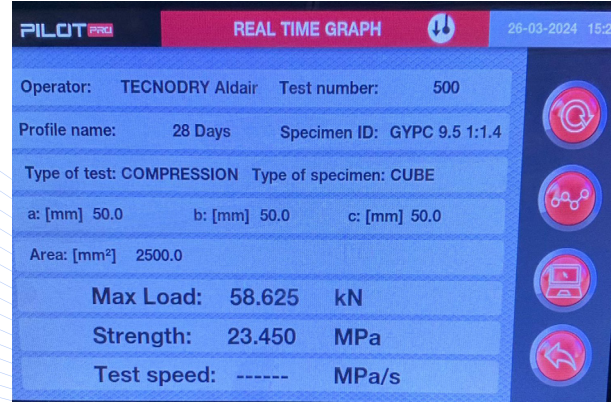 PILOT PRO REAL TIME GRAPH 26-03-2024
Operator: TECNODRY Aldair Test number: 500
Profile name: 28 Days Specimen ID: GYPC 9.5 1:1.4
Type of test: COMPRESSION Type of specimen: CUBE
a: [mm] 50.0 b: [mm] 50.0 c: [mm] 50.0
Area: [mm²] 2500.0
Max Load: 58.625 kN
Strength: 23.450 MPa
Test speed: ------ MPa/s